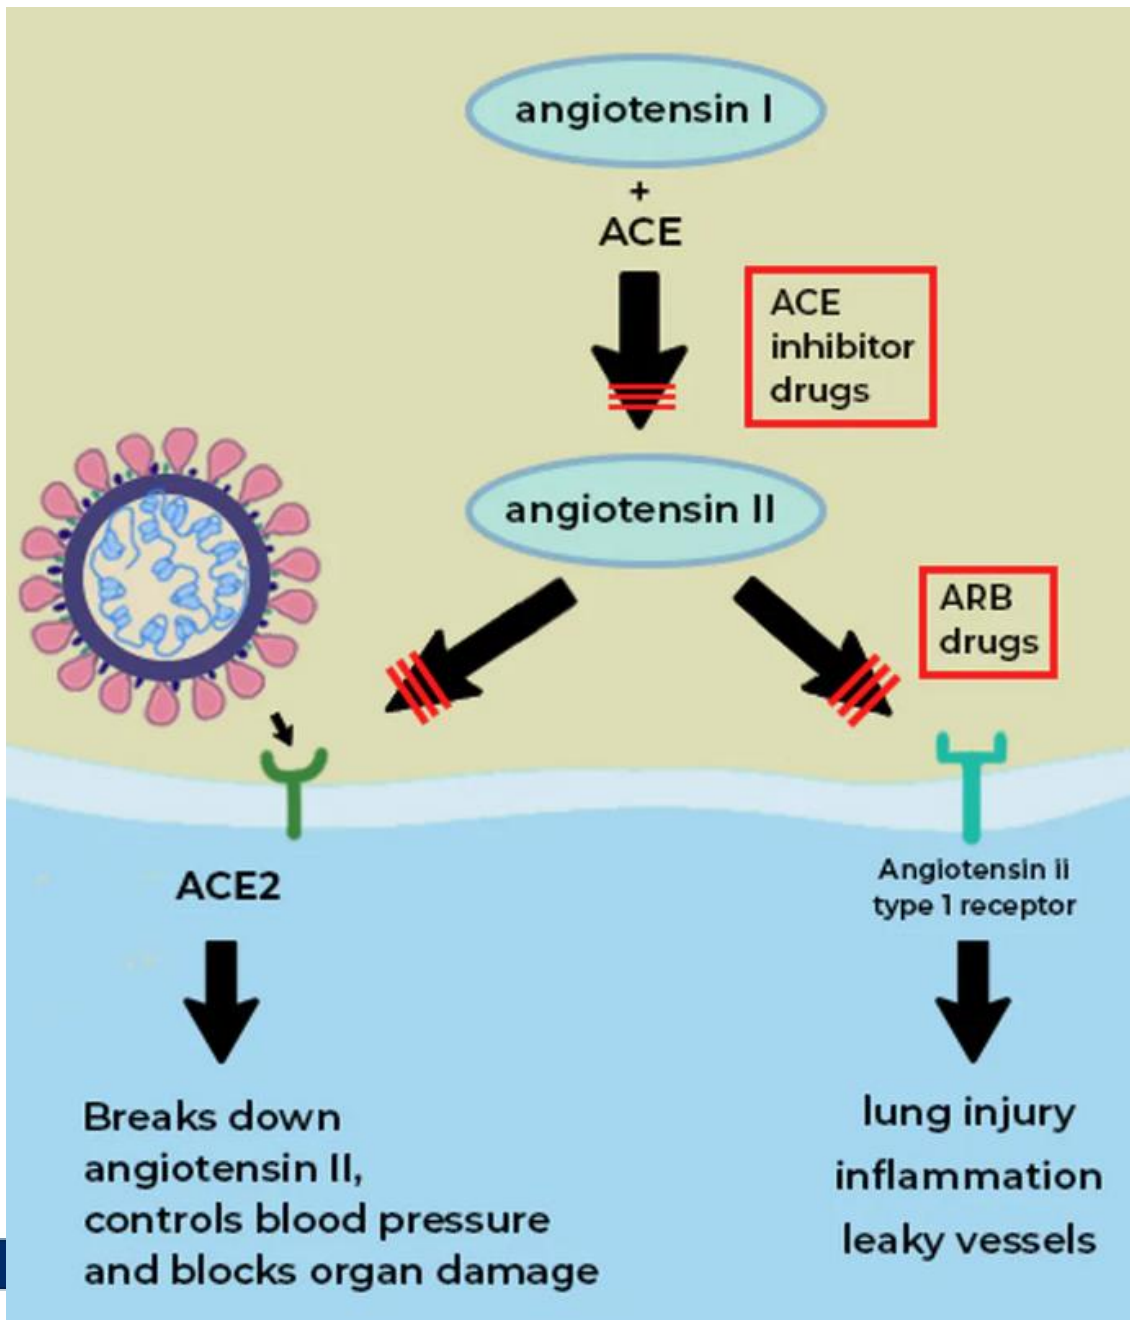 angiotensin I
+
ACE
ACE
inhibitor
drugs
angiotensin II
ARB
drugs
ACE2
Angiotensin ii
type 1 receptor
Breaks down
angiotensin II,
controls blood pressure
and blocks organ damage
lung injury
inflammation
leaky vessels